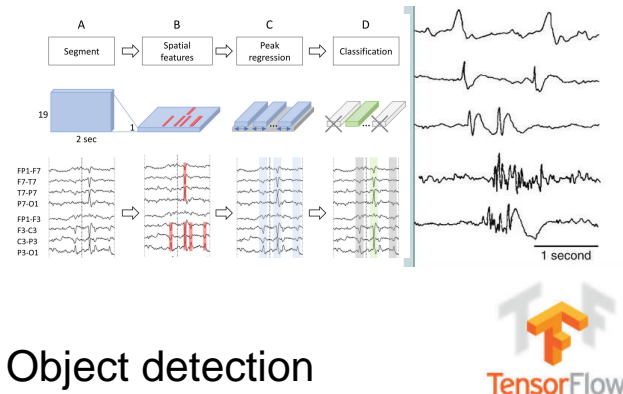 A B C D
Segment
Spatial
features
Peak
regression
Classification
19
2 sec
1
...
...
FP1-F7
F7-T7
T7-P7
P7-O1
FP1-F3
F3-C3
C3-P3
P3-O1
1 second
Object detection
TensorFlow